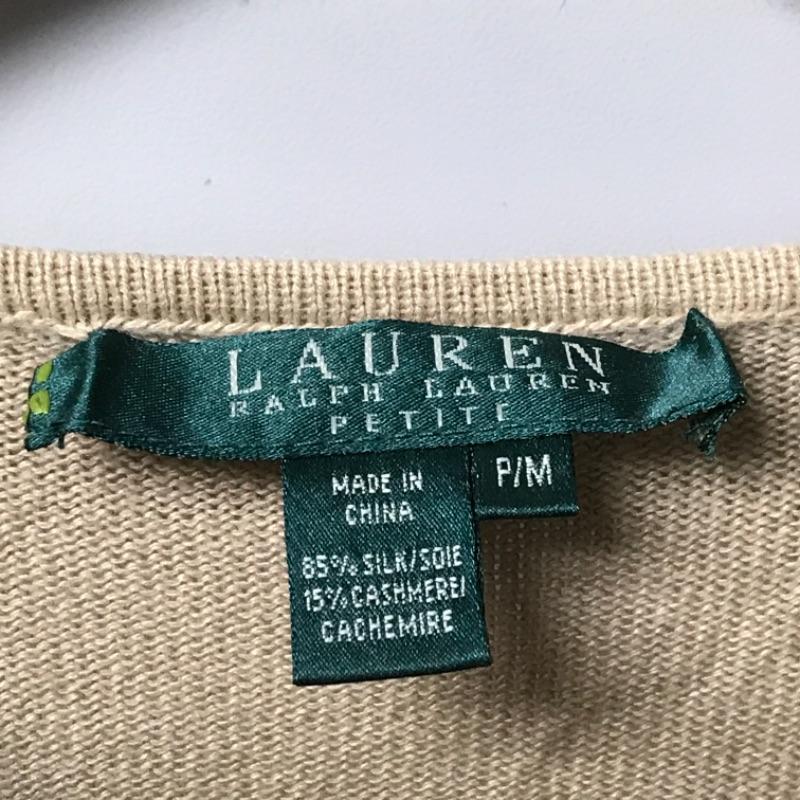 LAUREN
RALPH LAUREN
PETITE
P/M
MADE IN
CHINA
85% SILK/SOIE
15% CASHMERE/
CACHEMIRE